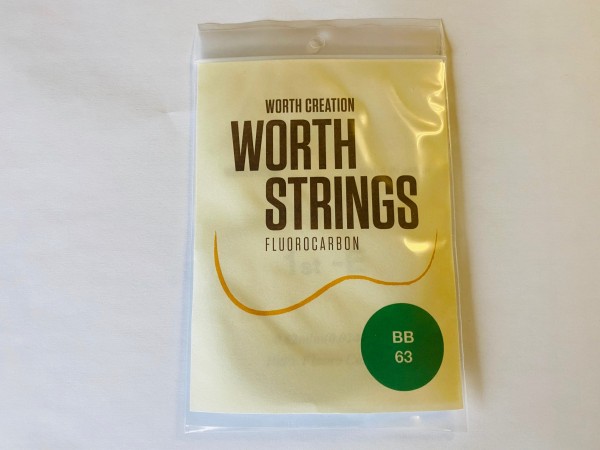 WORTH CREATION
WORTH
STRINGS
FLUOROCARBON
BB
63